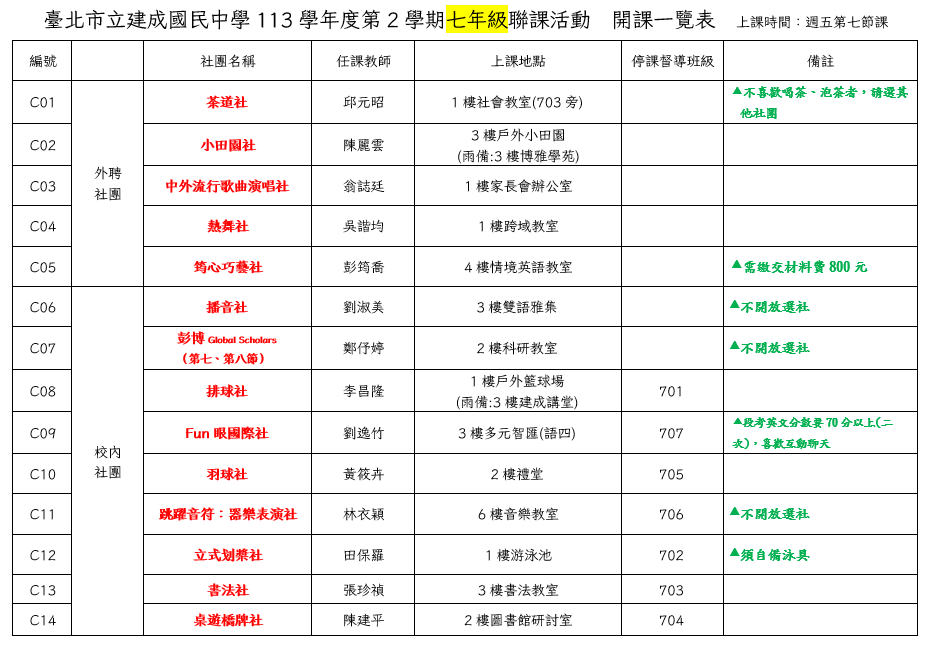 臺北市立建成國民中學 113 學年度第 2 學期七年級聯課活動　開課一覽表　上課時間：週五第七節課
編號 社團名稱 任課教師 上課地點 停課督導班級 備註
外聘
社團
C01 茶道社 邱元昭 1 樓社會教室(703 旁) ▲不喜歡喝茶、泡茶者，請選其
他社團
C02 小田園社 陳麗雲 3 樓戶外小田園
(雨備:3 樓博雅學苑)
C03 中外流行歌曲演唱社 翁誌廷 1 樓家長會辦公室
C04 熱舞社 吳諧均 1 樓跨域教室
C05 筠心巧藝社 彭筠喬 4 樓情境英語教室 ▲需繳交材料費 800 元
校內
社團
C06 播音社 劉淑美 3 樓雙語雅集 ▲不開放選社
C07 彭博 Global Scholars
（第七、第八節） 鄭伃婷 2 樓科研教室 ▲不開放選社
C08 排球社 李昌隆 1 樓戶外籃球場
(雨備:3 樓建成講堂) 701
C09 Fun 眼國際社 劉逸竹 3 樓多元智匯(語四) 707 ▲段考英文分數要 70 分以上(二
次)，喜歡互動聊天
C10 羽球社 黃筱卉 2 樓禮堂 705
C11 跳躍音符：器樂表演社 林衣穎 6 樓音樂教室 706 ▲不開放選社
C12 立式划槳社 田保羅 1 樓游泳池 702 ▲須自備泳具
C13 書法社 張珍禎 3 樓書法教室 703
C14 桌遊橋牌社 陳建平 2 樓圖書館研討室 704